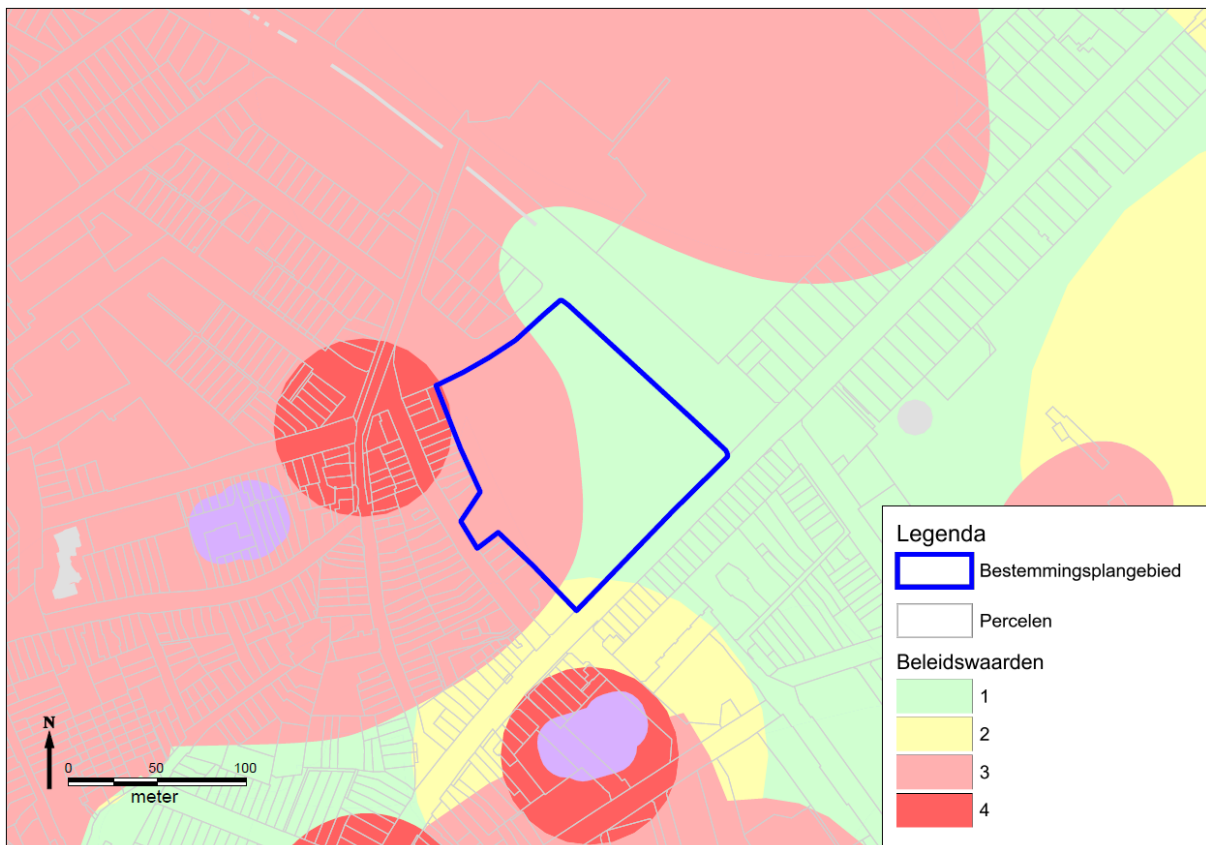 N
0 50 100
meter
Legenda
Bestemmingsplangebied
Percelen
Beleidswaarden
1
2
3
4